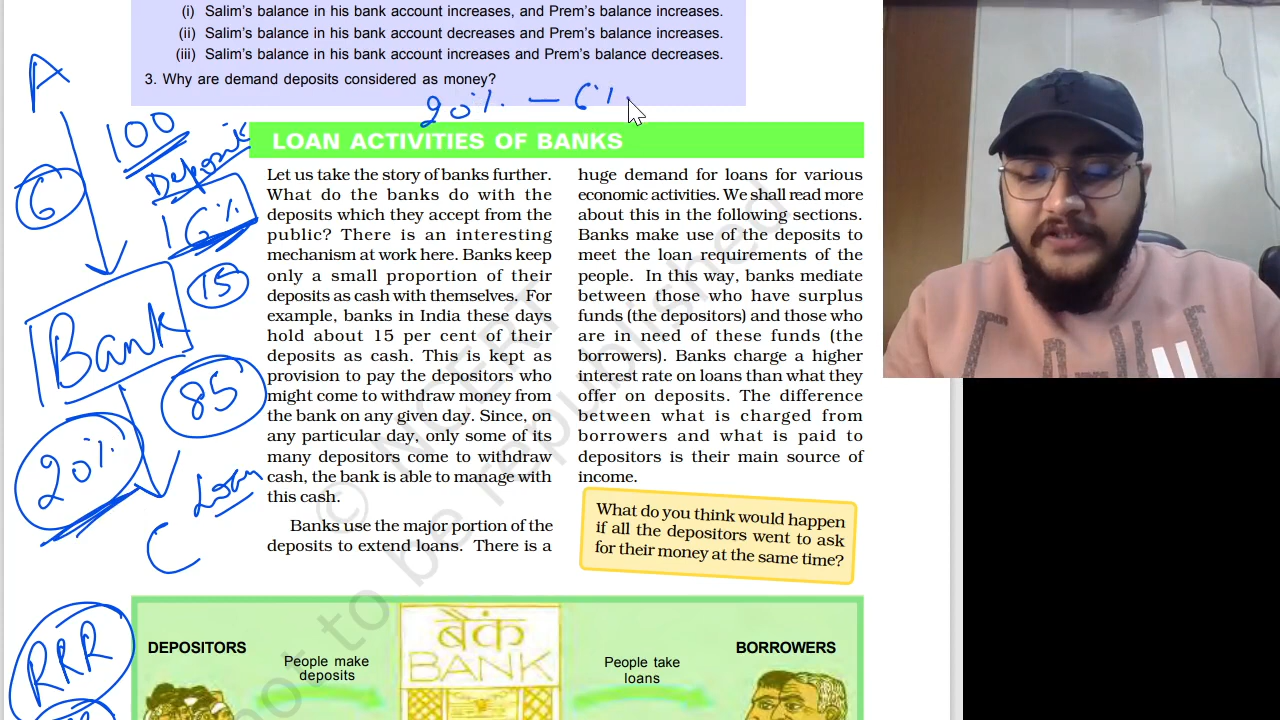 (i) Salim's balance in his bank account increases, and Prem's balance increases.
(ii) Salim's balance in his bank account decreases and Prem's balance increases.
(iii) Salim's balance in his bank account increases and Prem's balance decreases.
3. Why are demand deposits considered as money?
20% - 6%
LOAN ACTIVITIES OF BANKS
A
100
Deposit
6
16%
Bank
15
85
20%
Loan
C
RRR
Let us take the story of banks further.
What do the banks do with the
deposits which they accept from the
public? There is an interesting
mechanism at work here. Banks keep
only a small proportion of their
deposits as cash with themselves. For
example, banks in India these days
hold about 15 per cent of their
deposits as cash. This is kept as
provision to pay the depositors who
might come to withdraw money from
the bank on any given day. Since, on
any particular day, only some of its
many depositors come to withdraw
cash, the bank is able to manage with
this cash.
Banks use the major portion of the
deposits to extend loans. There is a
huge demand for loans for various
economic activities. We shall read more
about this in the following sections.
Banks make use of the deposits to
meet the loan requirements of the
people. In this way, banks mediate
between those who have surplus
funds (the depositors) and those who
are in need of these funds (the
borrowers). Banks charge a higher
interest rate on loans than what they
offer on deposits. The difference
between what is charged from
borrowers and what is paid to
depositors is their main source of
income.
What do you think would happen
if all the depositors went to ask
for their money at the same time?
© NCERT
not to be republished
DEPOSITORS
People make
deposits
बैंक
BANK
People take
loans
BORROWERS